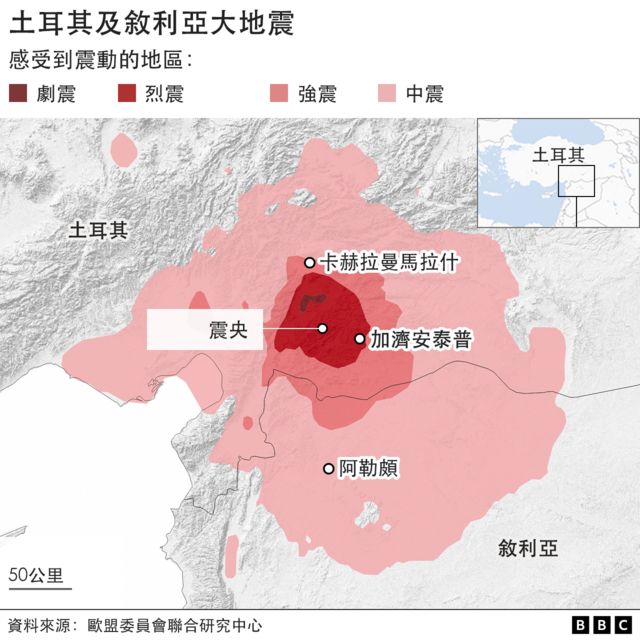 土耳其及敘利亞大地震
感受到震動的地區：
劇震 烈震 強震 中震
土耳其
土耳其
卡赫拉曼馬拉什
震央
加濟安泰普
阿勒頗
敘利亞
50公里
資料來源：歐盟委員會聯合研究中心
BBC